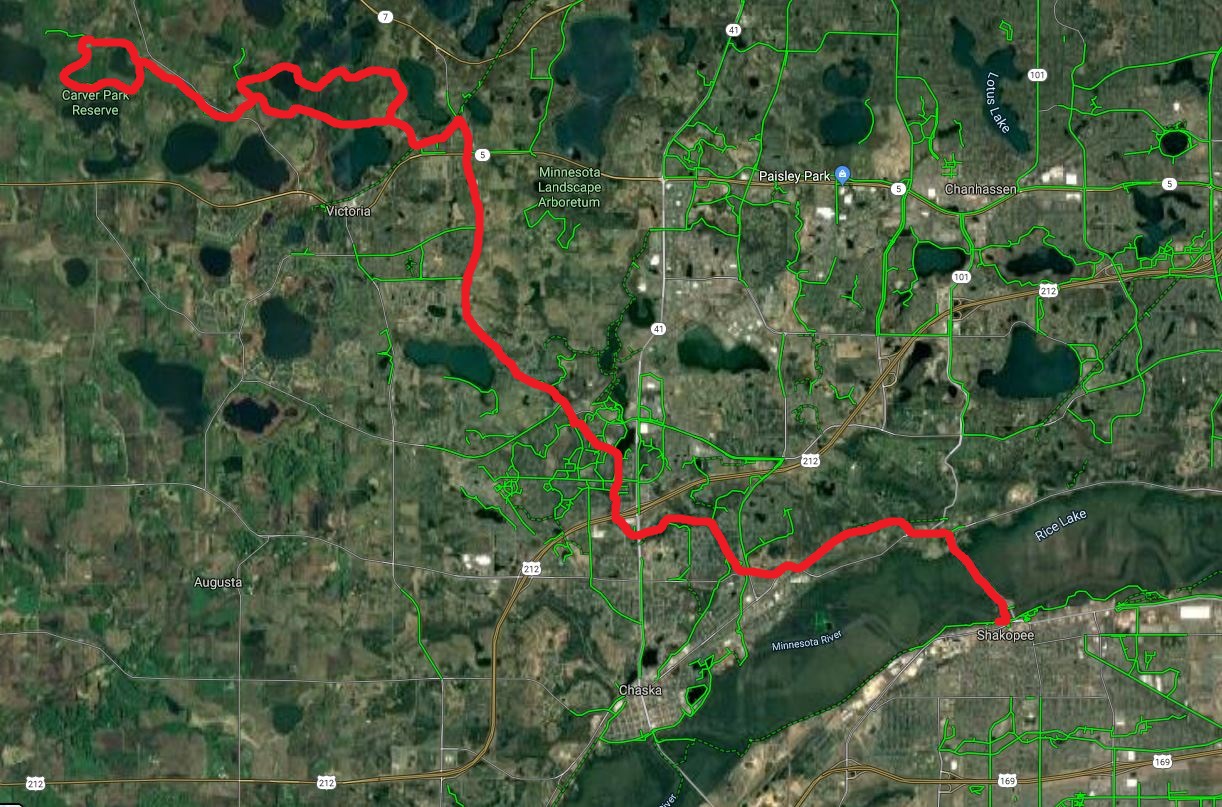 7
41
101
Lotus Lake
Carver Park
Reserve
5
Minnesota
Landscape
Arboretum
Paisley Park
5
Chanhassen
5
Victoria
101
212
41
212
Rice Lake
212
Augusta
Minnesota River
Shakopee
Chaska
212
212
169
169